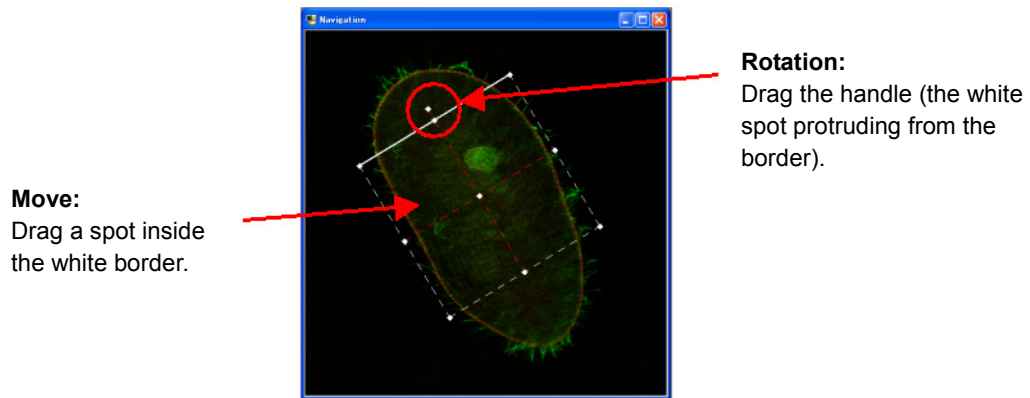 Navigation
Rotation:
Drag the handle (the white
spot protruding from the
border).
Move:
Drag a spot inside
the white border.